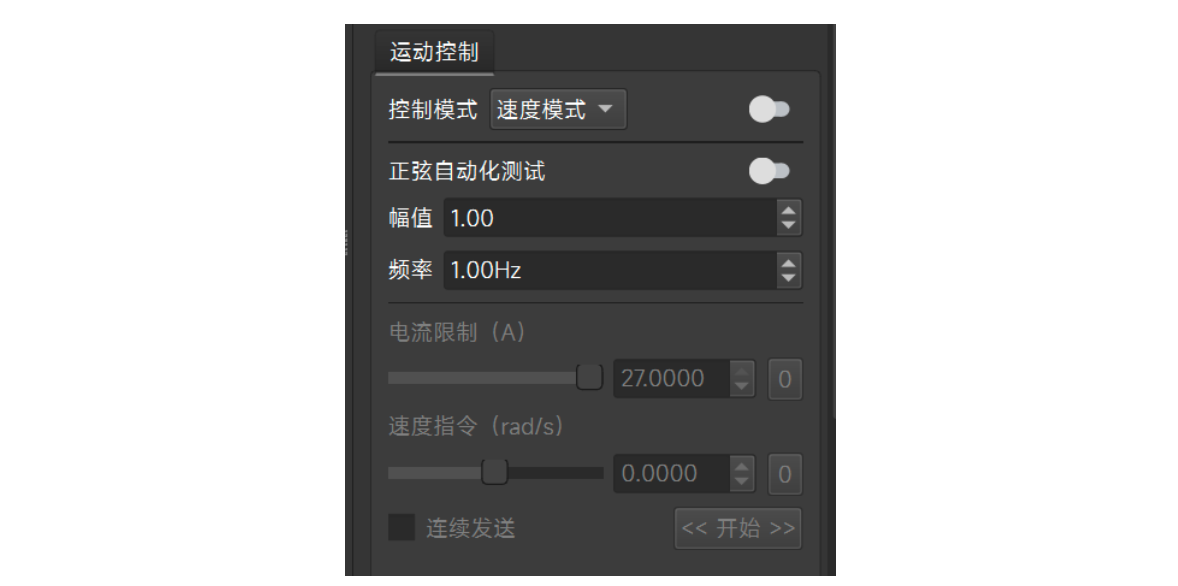 运动控制
控制模式 速度模式
正弦自动化测试
幅值 1.00
频率 1.00Hz
电流限制（A）
27.0000 0
速度指令（rad/s）
0.0000 0
连续发送 << 开始 >>